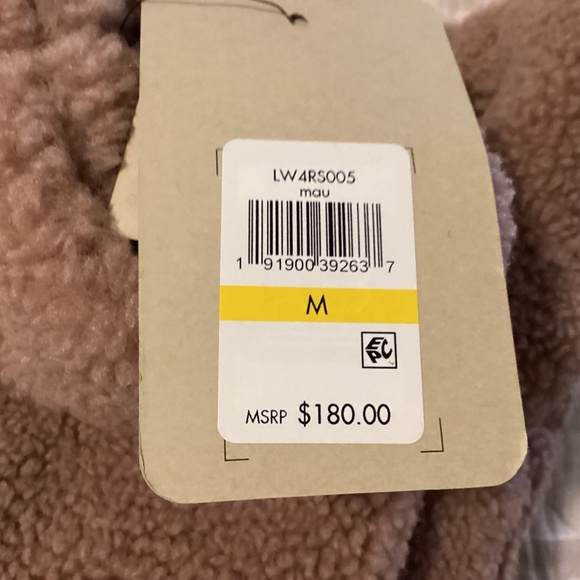 LW4RS005
mau
1 91900 39263 7
M
EPC
MSRP $180.00